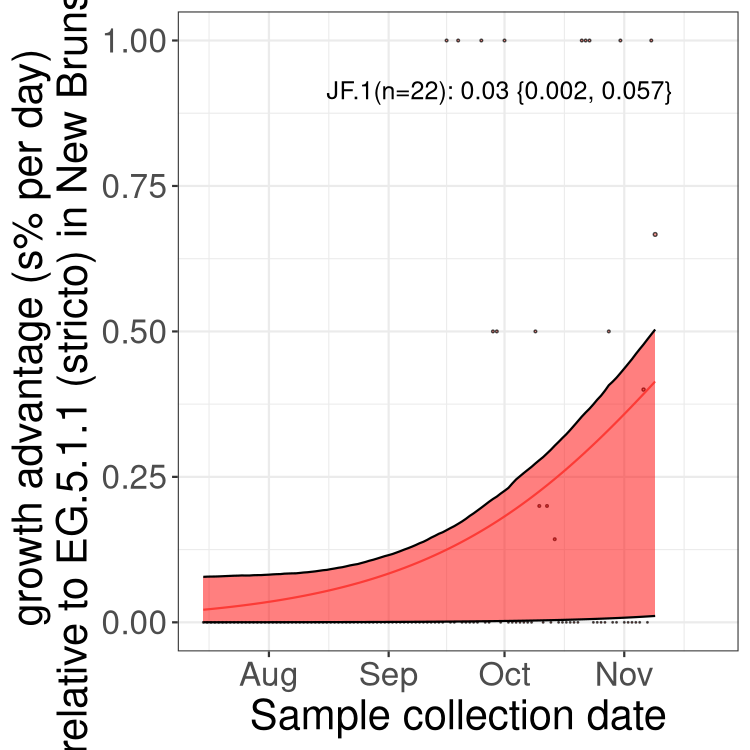 growth advantage (s% per day)
relative to EG.5.1.1 (stricto) in New
1.00
0.75
0.50
0.25
0.00
JF.1(n=22): 0.03 {0.002, 0.057}
Aug Sep Oct Nov
Sample collection date